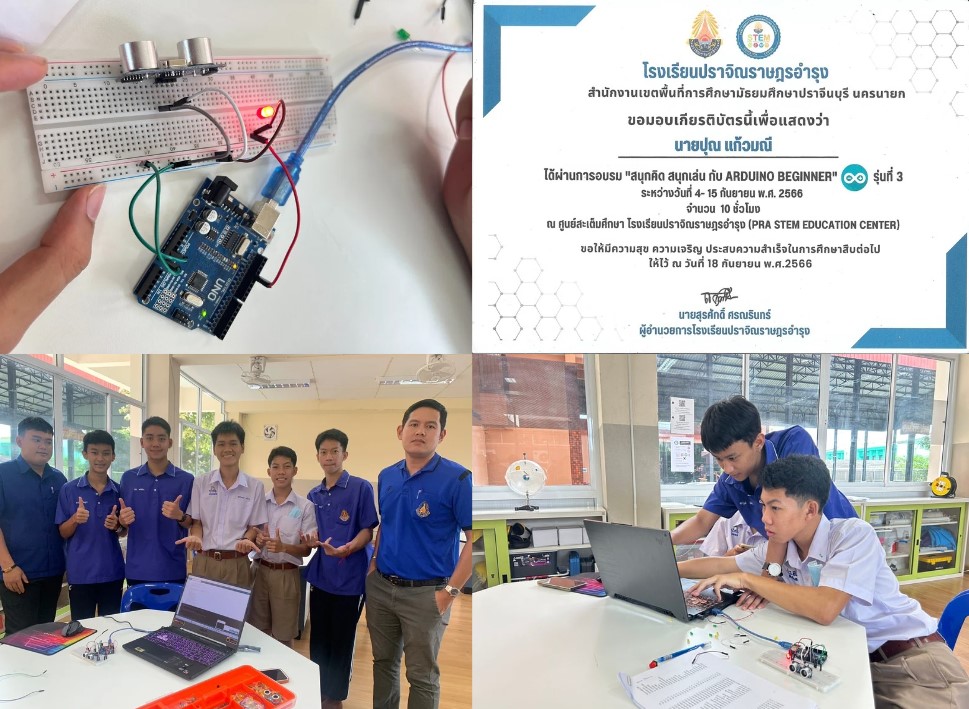 UNO
STEM
โรงเรียนปราจิณราษฎรอำรุง
สำนักงานเขตพื้นที่การศึกษามัธยมศึกษาปราจีนบุรี นครนายก
ขอมอบเกียรติบัตรนี้เพื่อแสดงว่า
นายปุณ แก้วมณี
ได้ผ่านการอบรม "สนุกคิด สนุกเล่น กับ ARDUINO BEGINNER" รุ่นที่ 3
ระหว่างวันที่ 4- 15 กันยายน พ.ศ. 2566
จำนวน 10 ชั่วโมง
ณ ศูนย์สะเต็มศึกษา โรงเรียนปราจิณราษฎรอำรุง (PRA STEM EDUCATION CENTER)
ขอให้มีความสุข ความเจริญ ประสบความสำเร็จในการศึกษาสืบต่อไป
ให้ไว้ ณ วันที่ 18 กันยายน พ.ศ.2566
นายสุรศักดิ์ ศรณรินทร์
ผู้อำนวยการโรงเรียนปราจิณราษฎรอำรุง